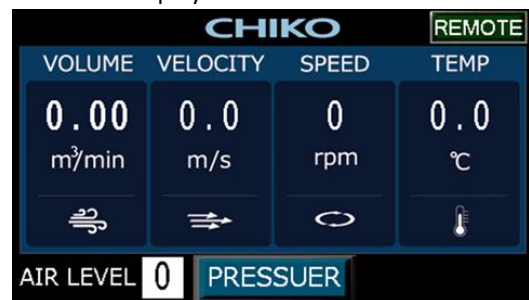 CHIKO REMOTE
VOLUME VELOCITY SPEED TEMP
0.00 0.0 0 0.0
m³/min m/s rpm ℃
AIR LEVEL 0 PRESSUER